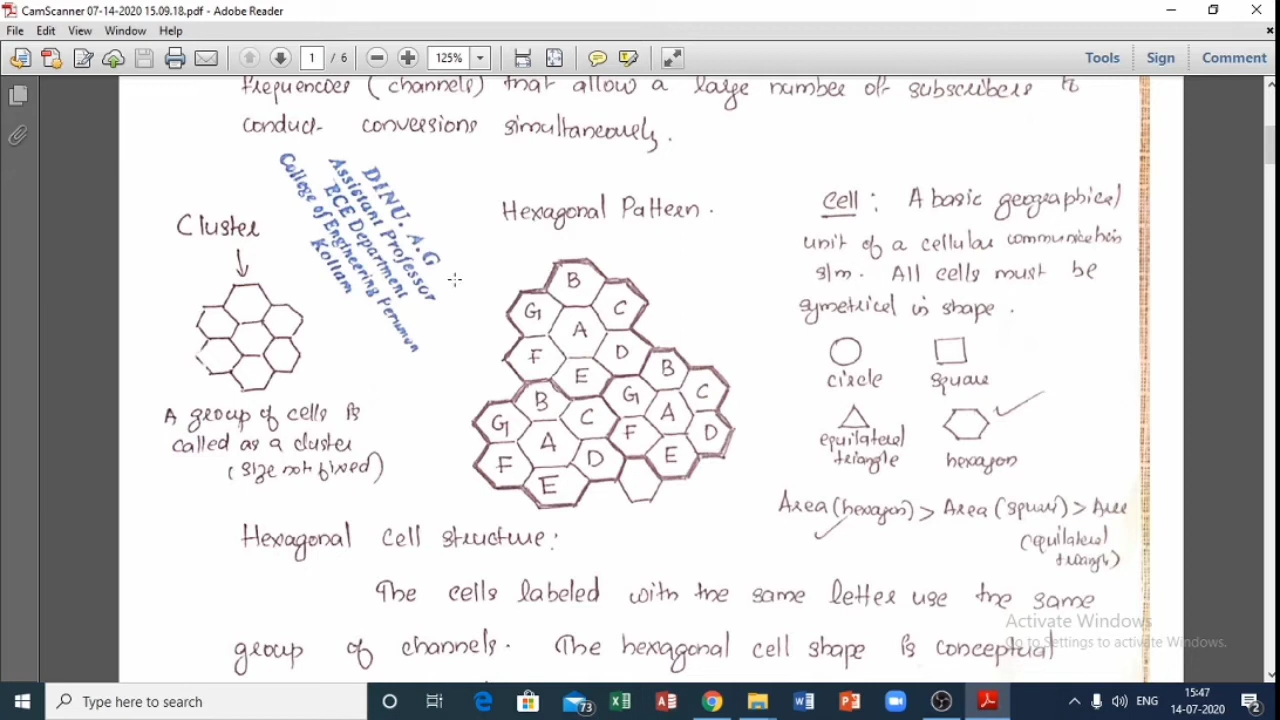 CamScanner 07-14-2020 15.09.18.pdf - Adobe Reader
File Edit View Window Help
1 / 6 125% Tools Sign Comment
frequencies (channels) that allow a large number of subscribers to
conduct conversions simultaneously.
DINU. A.G
Assistant Professor
ECE Department
College of Engineering Perumon
Kollam
Cluster
A group of cells is
called as a cluster
(size not fixed)
Hexagonal Pattern.
B
G C
A
F D
E B
G C
A
F D
E
B
G C
A
F D
E
cell : A basic geographical
unit of a cellular communication
s/m. All cells must be
symetrical in shape.
circle square
equilateral
triangle hexagon
Area (hexagon) > Area (square) > Area
(equilateral
triangle)
Hexagonal cell structure:
The cells labeled with the same letter use the same
group of channels. The hexagonal cell shape is conceptual
Activate Windows
Go to Settings to activate Windows.
Type here to search
73
ENG
15:47
14-07-2020
2